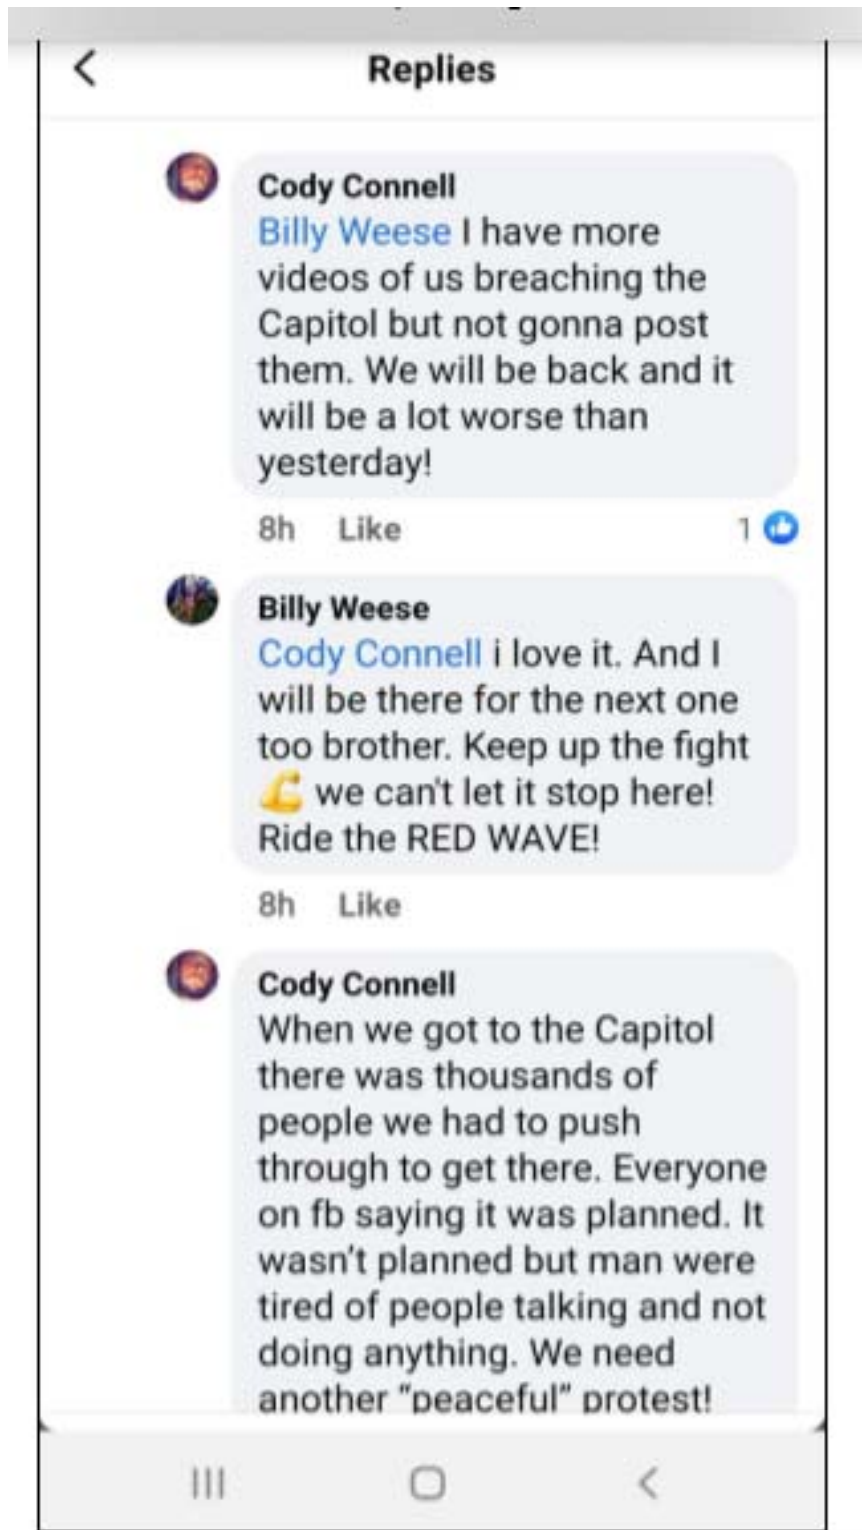 Replies
Cody Connell
Billy Weese I have more
videos of us breaching the
Capitol but not gonna post
them. We will be back and it
will be a lot worse than
yesterday!
8h Like 1
Billy Weese
Cody Connell i love it. And I
will be there for the next one
too brother. Keep up the fight
💪 we can't let it stop here!
Ride the RED WAVE!
8h Like
Cody Connell
When we got to the Capitol
there was thousands of
people we had to push
through to get there. Everyone
on fb saying it was planned. It
wasn't planned but man were
tired of people talking and not
doing anything. We need
another “peaceful” protest!